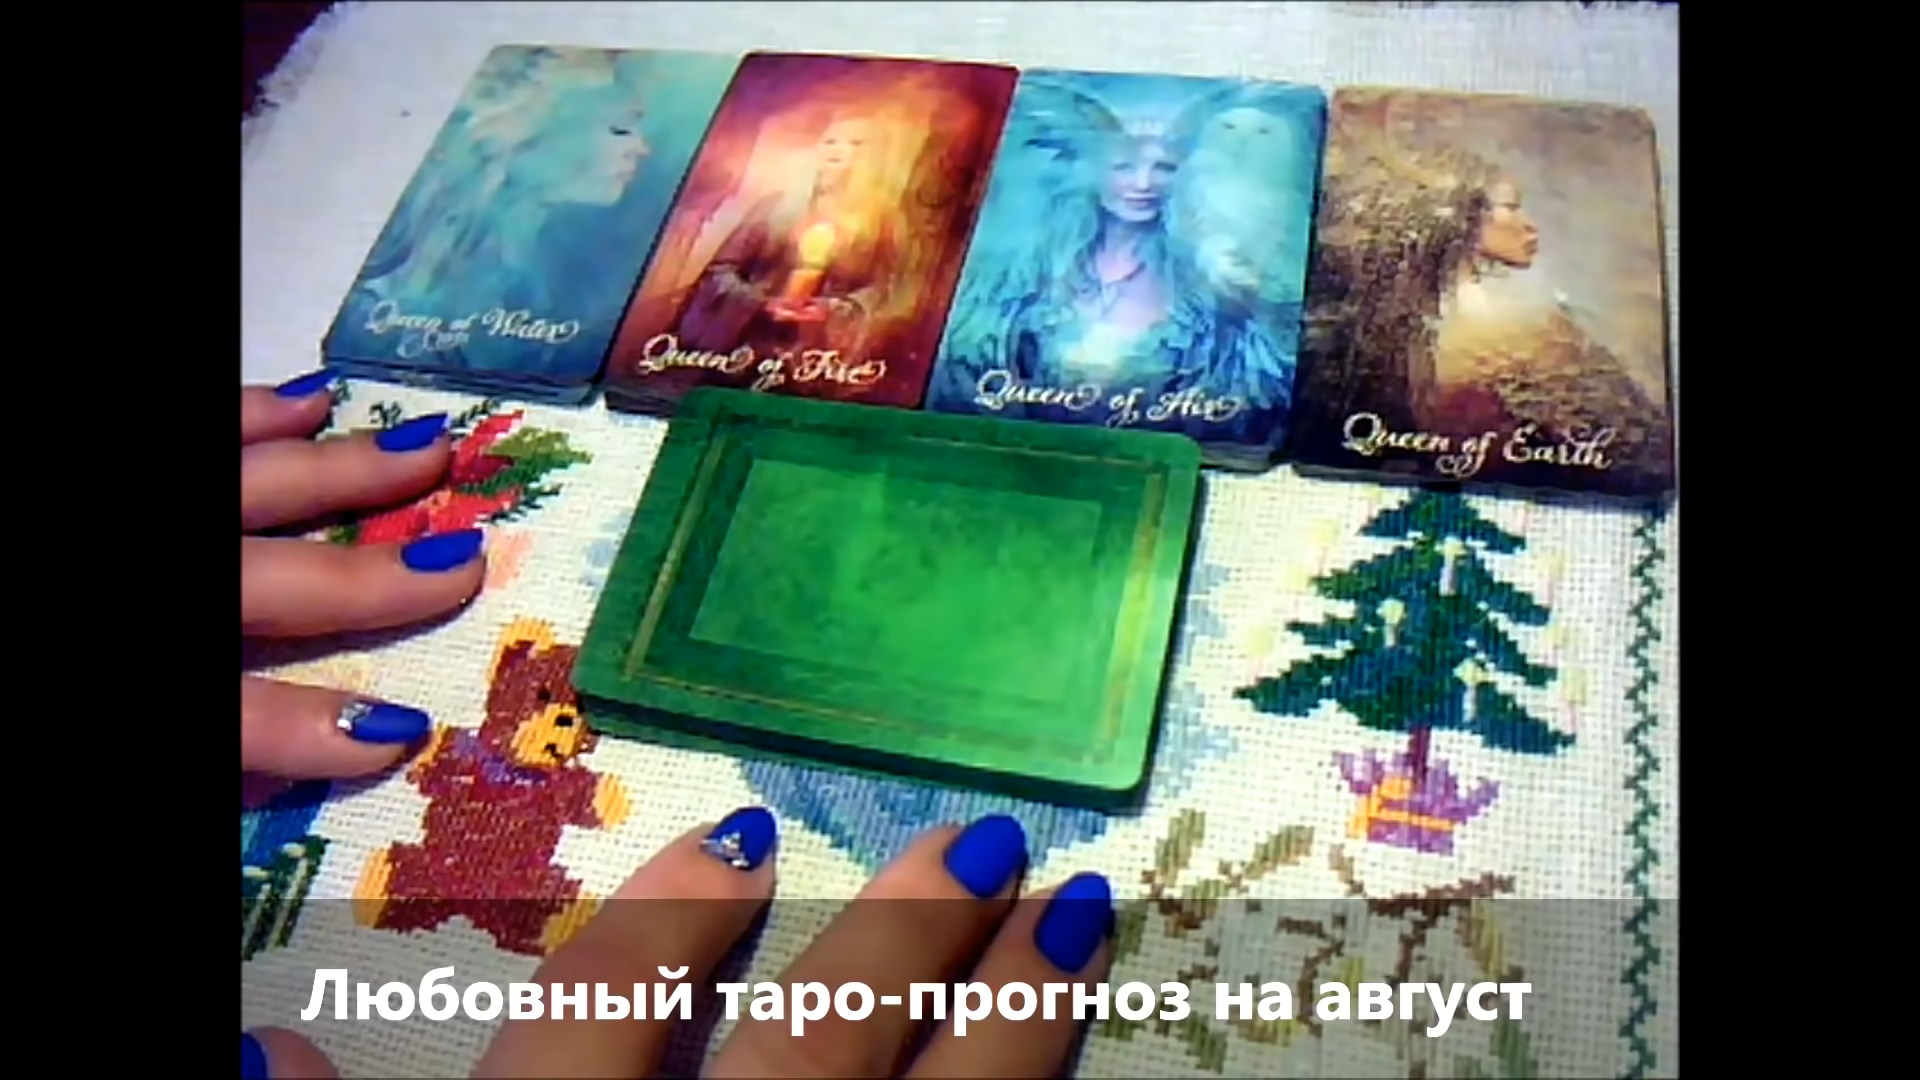 Queen of Water
Queen of Fire
Queen of Air
Queen of Earth
Любовный таро-прогноз на август